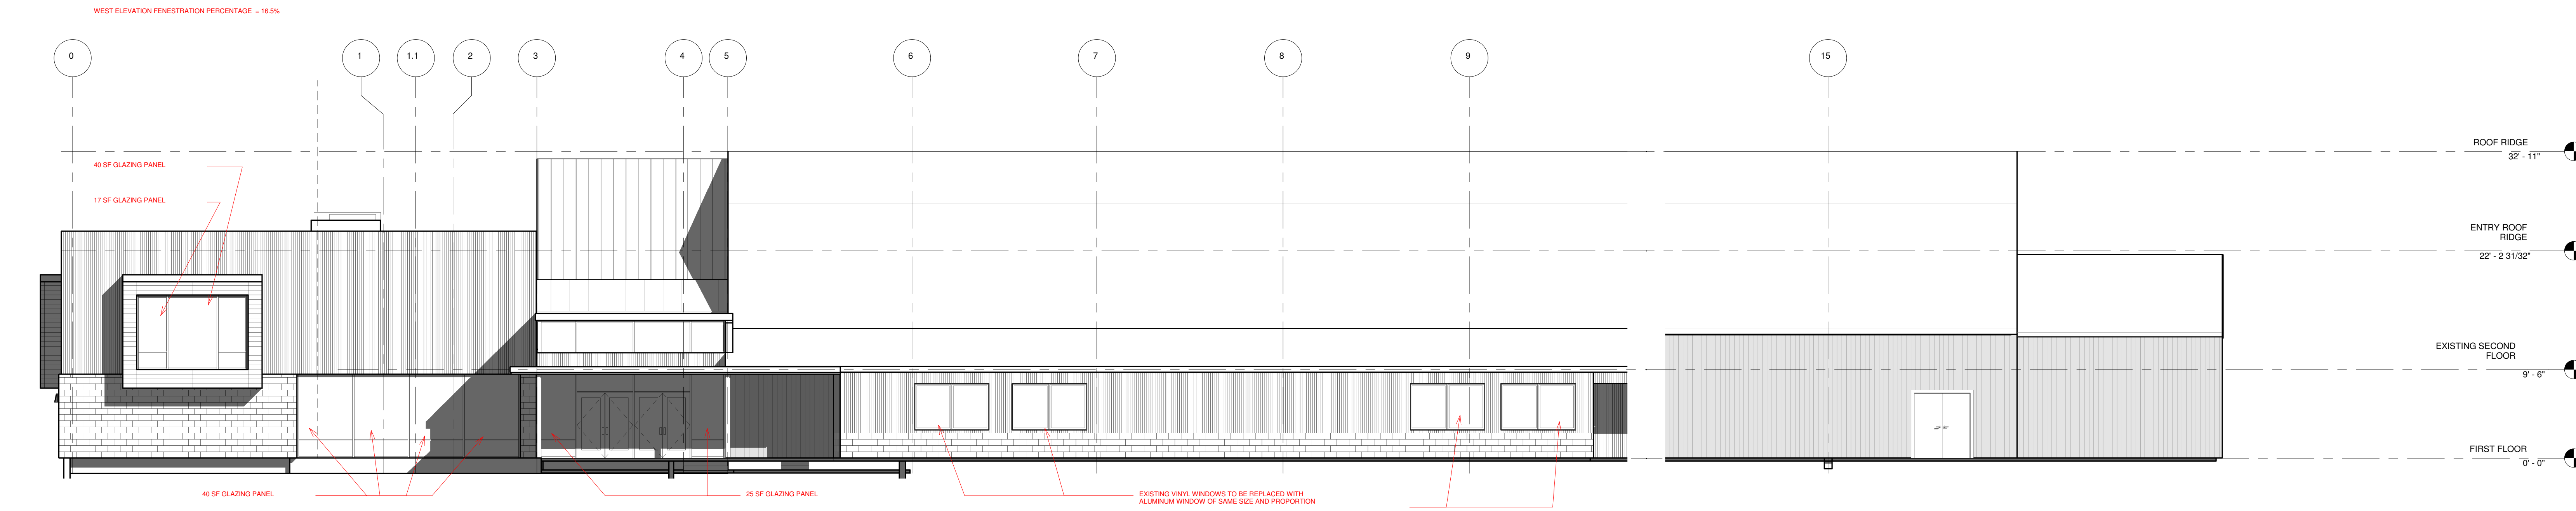 WEST ELEVATION FENESTRATION PERCENTAGE = 16.5%
0
1
1.1
2
3
4
5
6
7
8
9
15
40 SF GLAZING PANEL
17 SF GLAZING PANEL
ROOF RIDGE
32' - 11"
ENTRY ROOF
RIDGE
22' - 2 31/32"
EXISTING SECOND
FLOOR
9' - 6"
FIRST FLOOR
0' - 0"
40 SF GLAZING PANEL
25 SF GLAZING PANEL
EXISTING VINYL WINDOWS TO BE REPLACED WITH
ALUMINUM WINDOW OF SAME SIZE AND PROPORTION